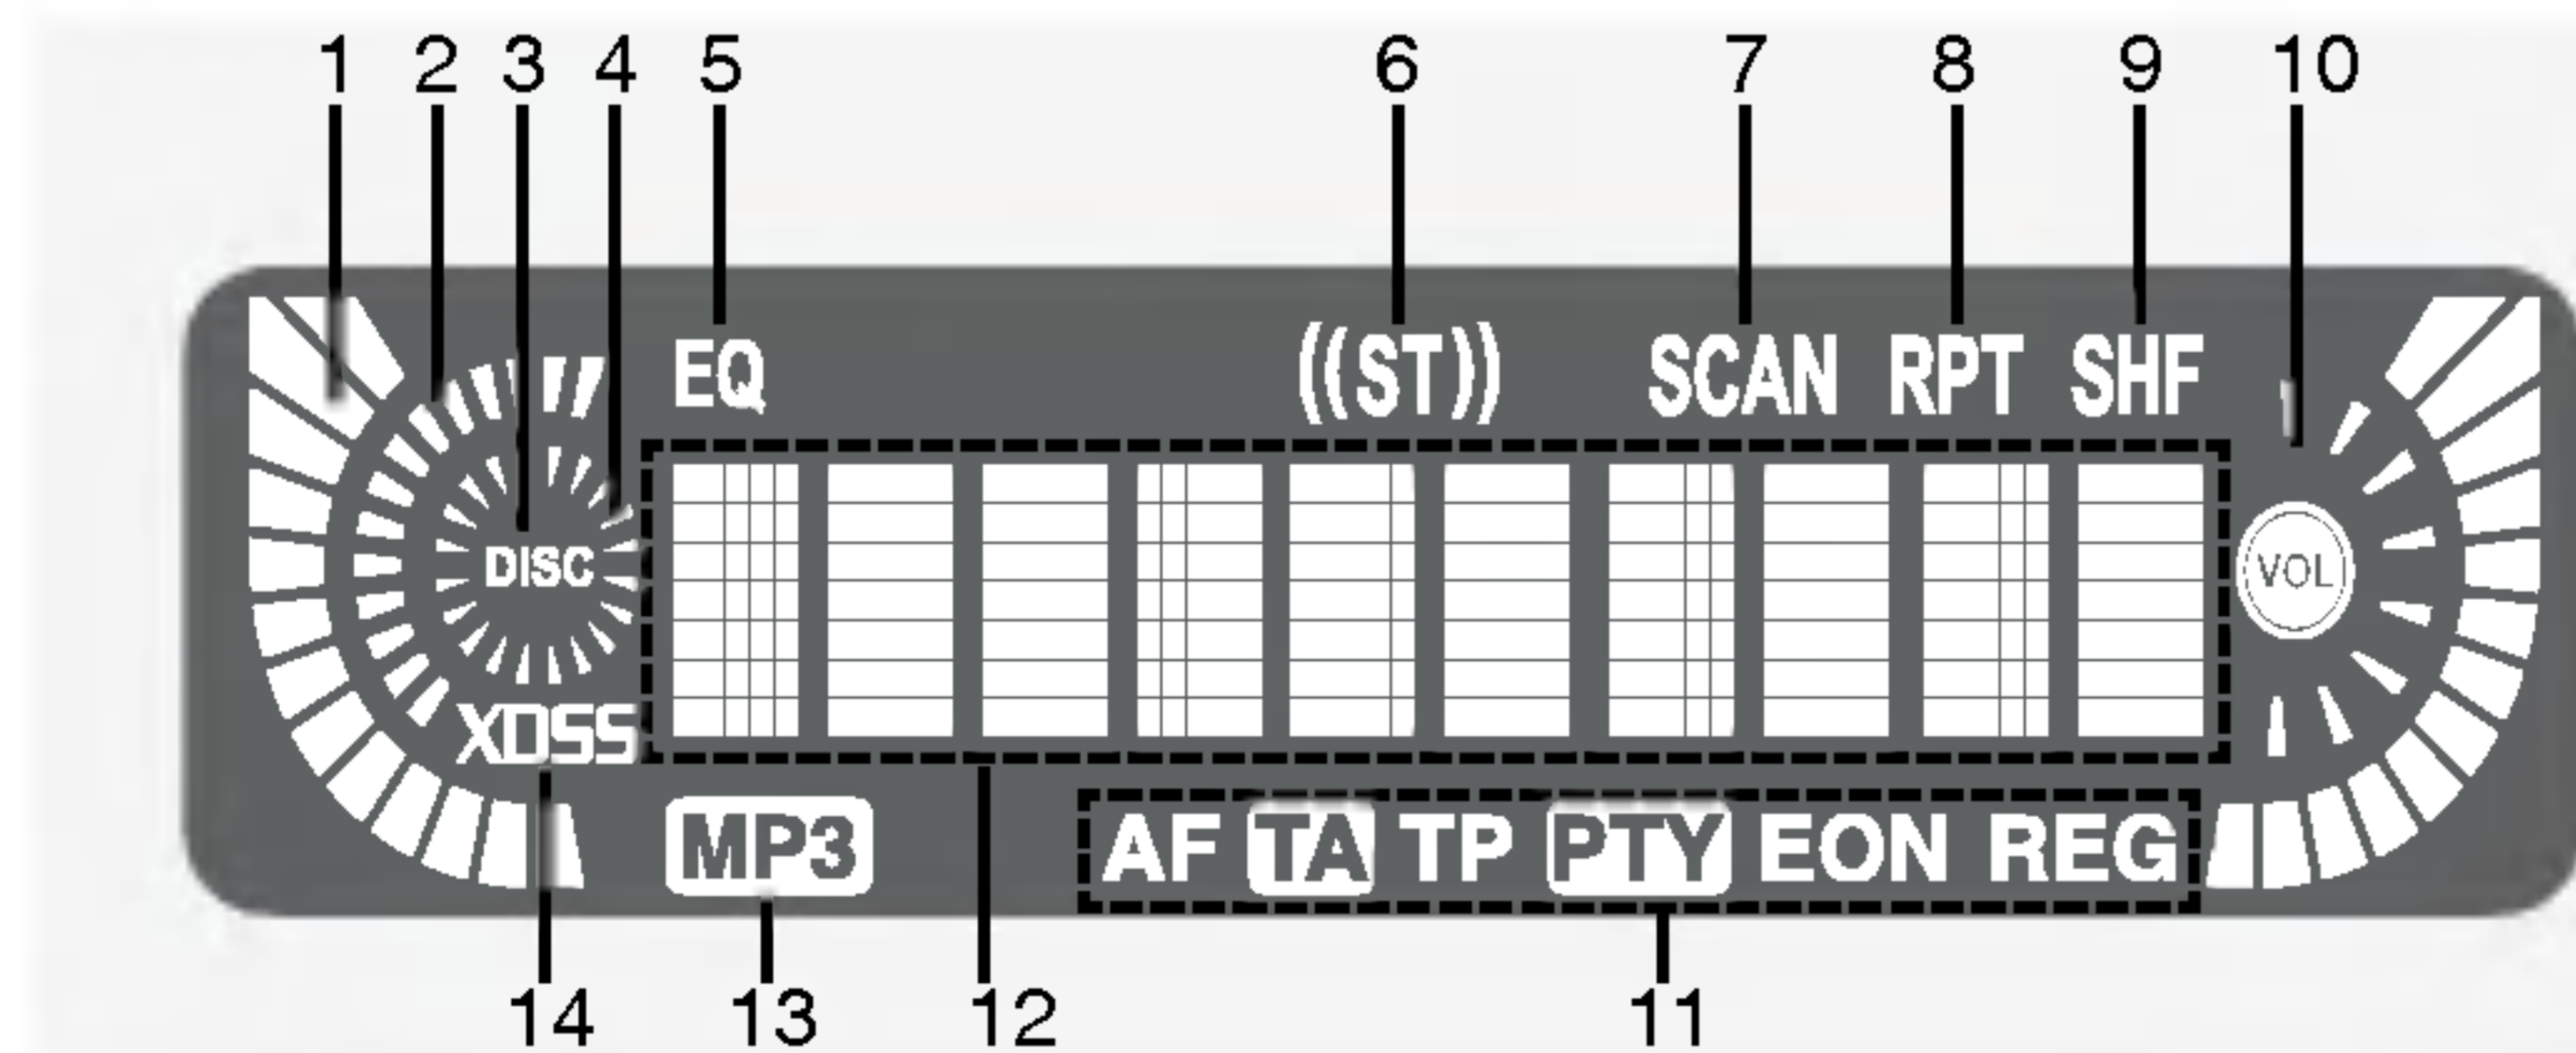 1 2 3 4 5 6 7 8 9 10
EQ ((ST)) SCAN RPT SHF
DISC VOL
XDSS
MP3 AF TA TP PTY EON REG
14 13 12 11